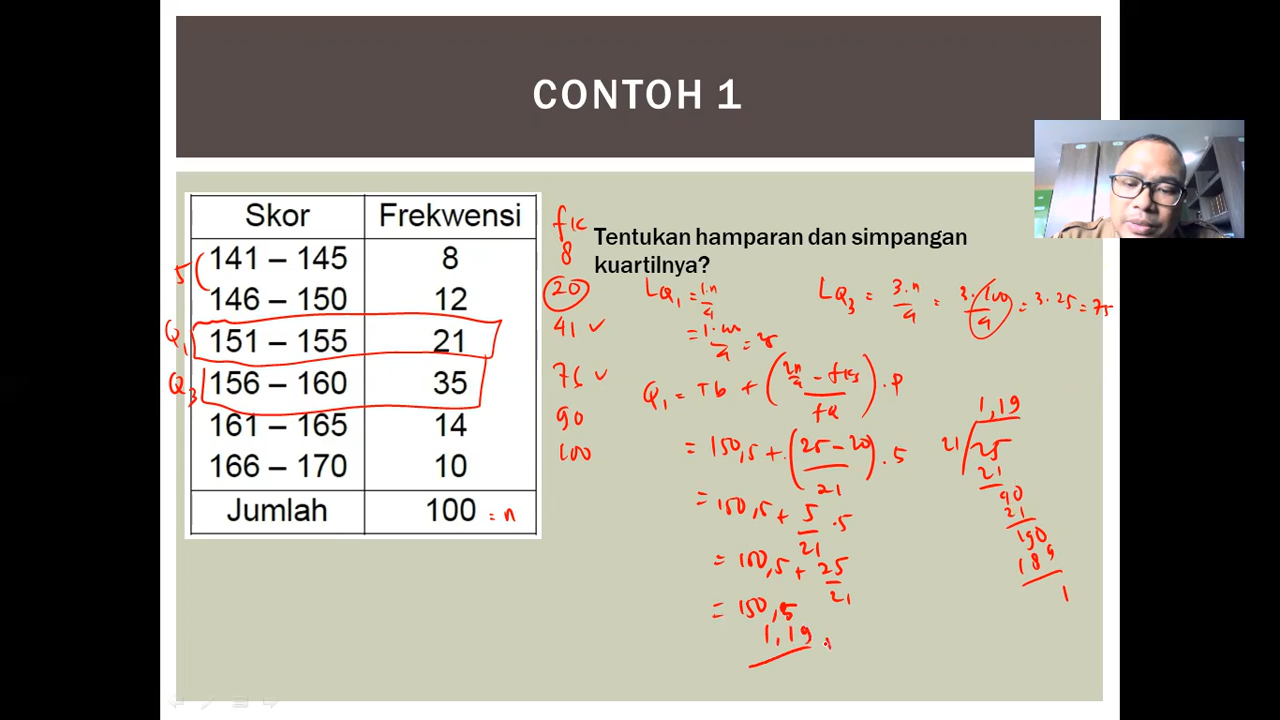 CONTOH 1
Skor Frekwensi fk
141 – 145 8 8
5
146 – 150 12 20
Q1 151 – 155 21 41 ✓
Q3 156 – 160 35 76 ✓
161 – 165 14 90
166 – 170 10 100
Jumlah 100 = n
Tentukan hamparan dan simpangan
kuartilnya?
LQ1 = 1.n/4
= 1.100/4 = 25
LQ3 = 3.n/4 = 3.100/4 = 3.25 = 75
Q1 = Tb + ( – fks / fQ) . P
= 150,5 + (25 – 20 / 21) . 5
= 150,5 + 5/21 . 5
= 150,5 + 25/21
= 150,5
1,19
+
1,19
21 25
21
40
21
190
189
1